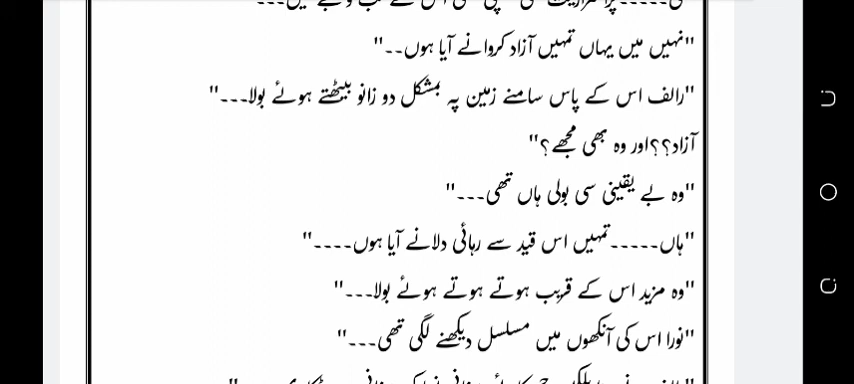 "نہیں میں یہاں تمہیں آزاد کروانے آیا ہوں۔۔"
"رالف اس کے پاس سامنے زمین پہ بمشکل دو زانو بیٹھتے ہوئے بولا۔۔۔"
آزاد؟؟اور وہ بھی مجھے؟"
"وہ بے یقینی سی بولی ہاں تھی۔۔۔"
"ہاں۔۔۔۔۔تمہیں اس قید سے رہائی دلانے آیا ہوں۔۔۔۔"
"وہ مزید اس کے قریب ہوتے ہوتے ہوئے بولا۔۔۔"
"نورا اس کی آنکھوں میں مسلسل دیکھنے لگی تھی۔۔۔"